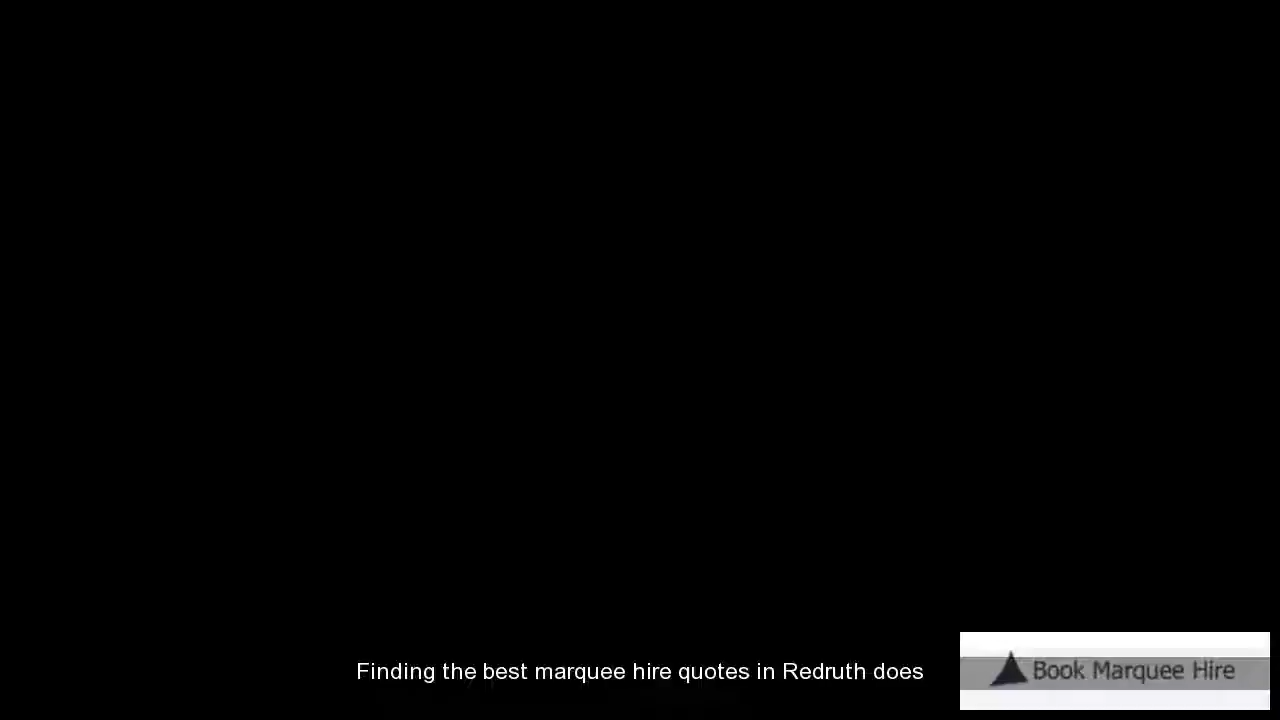 Finding the best marquee hire quotes in Redruth does
Book Marquee Hire